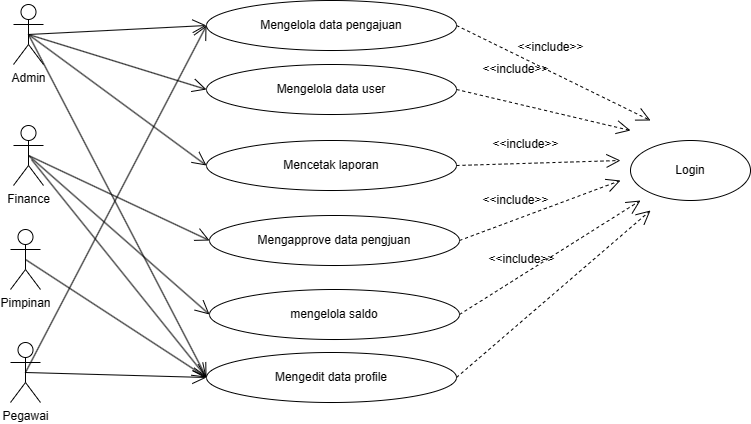 Mengelola data pengajuan
<<include>>
Admin
Mengelola data user
<<include>>
Mencetak laporan
<<include>>
Login
Finance
<<include>>
Mengapprove data pengjuan
<<include>>
Pimpinan
mengelola saldo
Mengedit data profile
Pegawai